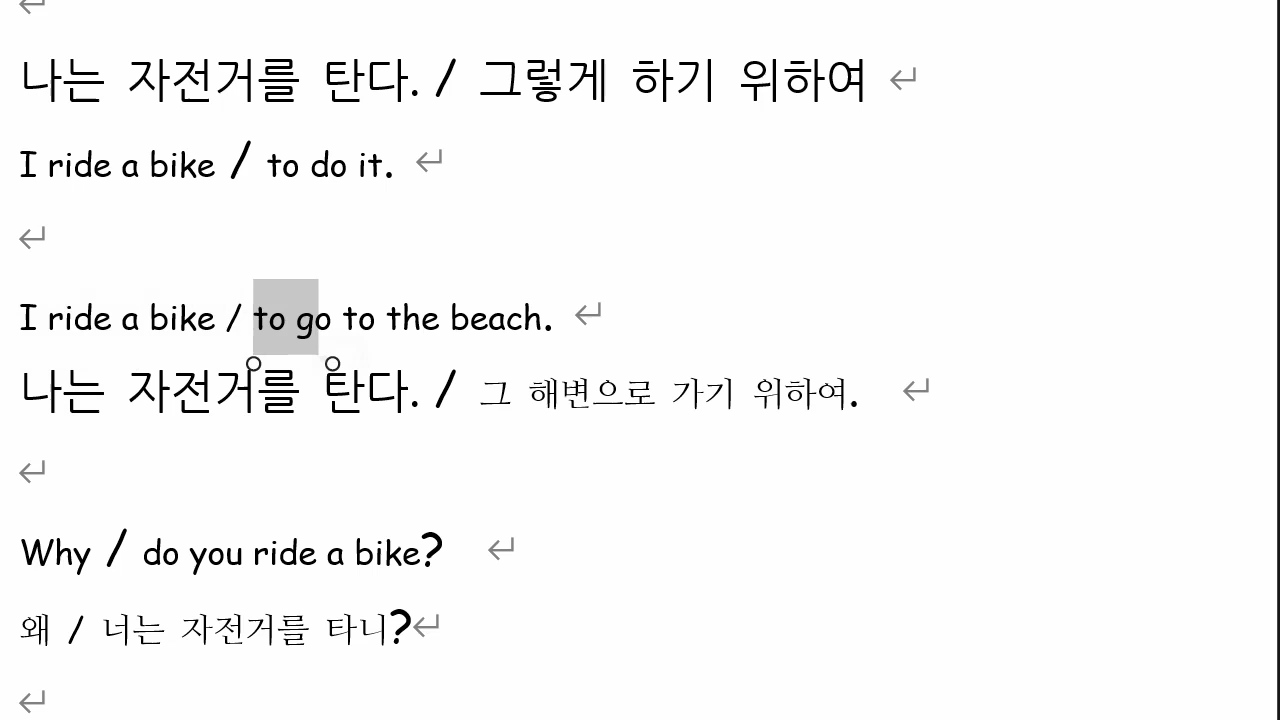 나는 자전거를 탄다. / 그렇게 하기 위하여
I ride a bike / to do it.
I ride a bike / to go to the beach.
나는 자전거를 탄다. / 그 해변으로 가기 위하여.
Why / do you ride a bike?
왜 / 너는 자전거를 타니?